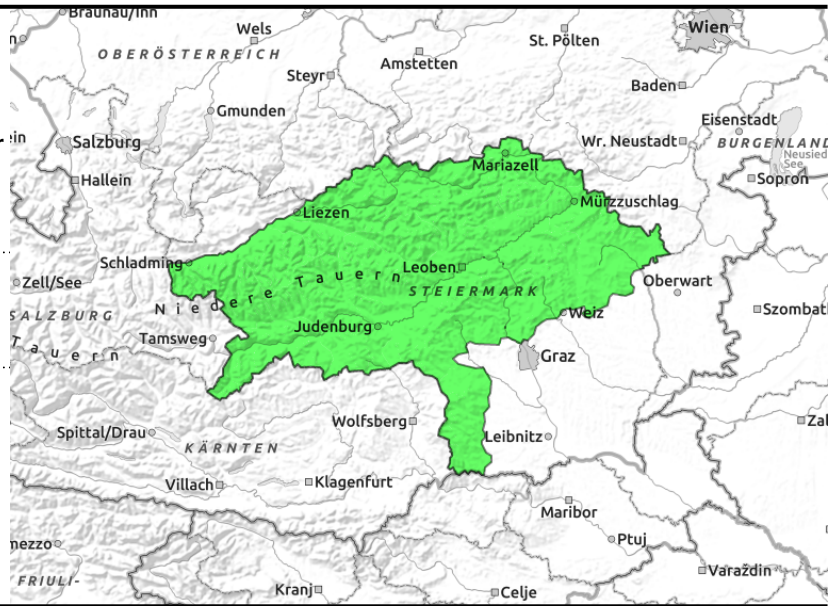 Braunau/Inn
Wels
Wien
OBERÖSTERREICH
St. Pölten
Amstetten
Steyr
Baden
Gmunden
Eisenstadt
Salzburg
Wr. Neustadt
BURGENLAND
Mariazell
Neusied
See
Hallein
Sopron
Mürzzuschlag
Liezen
Schladming
Leoben
Zell/See
Niedere Tauern
Oberwart
STEIERMARK
SALZBURG
Weiz
Szombat
Judenburg
Tamsweg
Tauern
Graz
Wolfsberg
Leibnitz
Spittal/Drau
KÄRNTEN
Villach
Klagenfurt
Maribor
Ptuj
mezzo
Varaždin
FRIULI-
Kranj
Celje